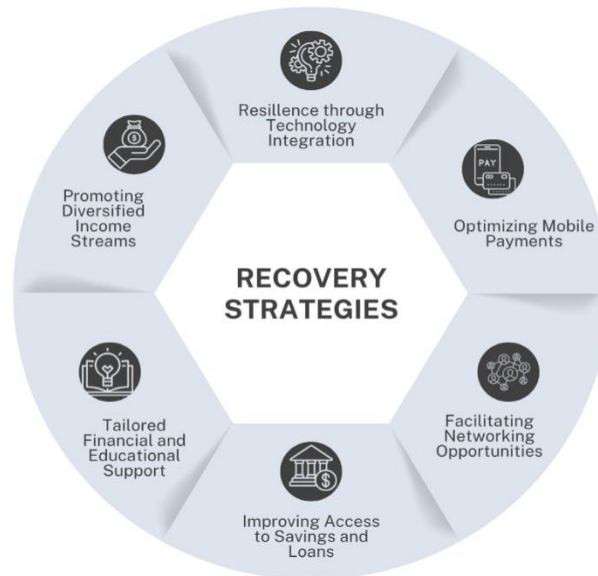 Resillence through
Technology
Integration
PAY
Optimizing Mobile
Payments
Facilitating
Networking
Opportunities
Improving Access
to Savings and
Loans
Tailored
Financial and
Educational
Support
Promoting
Diversified
Income
Streams
RECOVERY
STRATEGIES